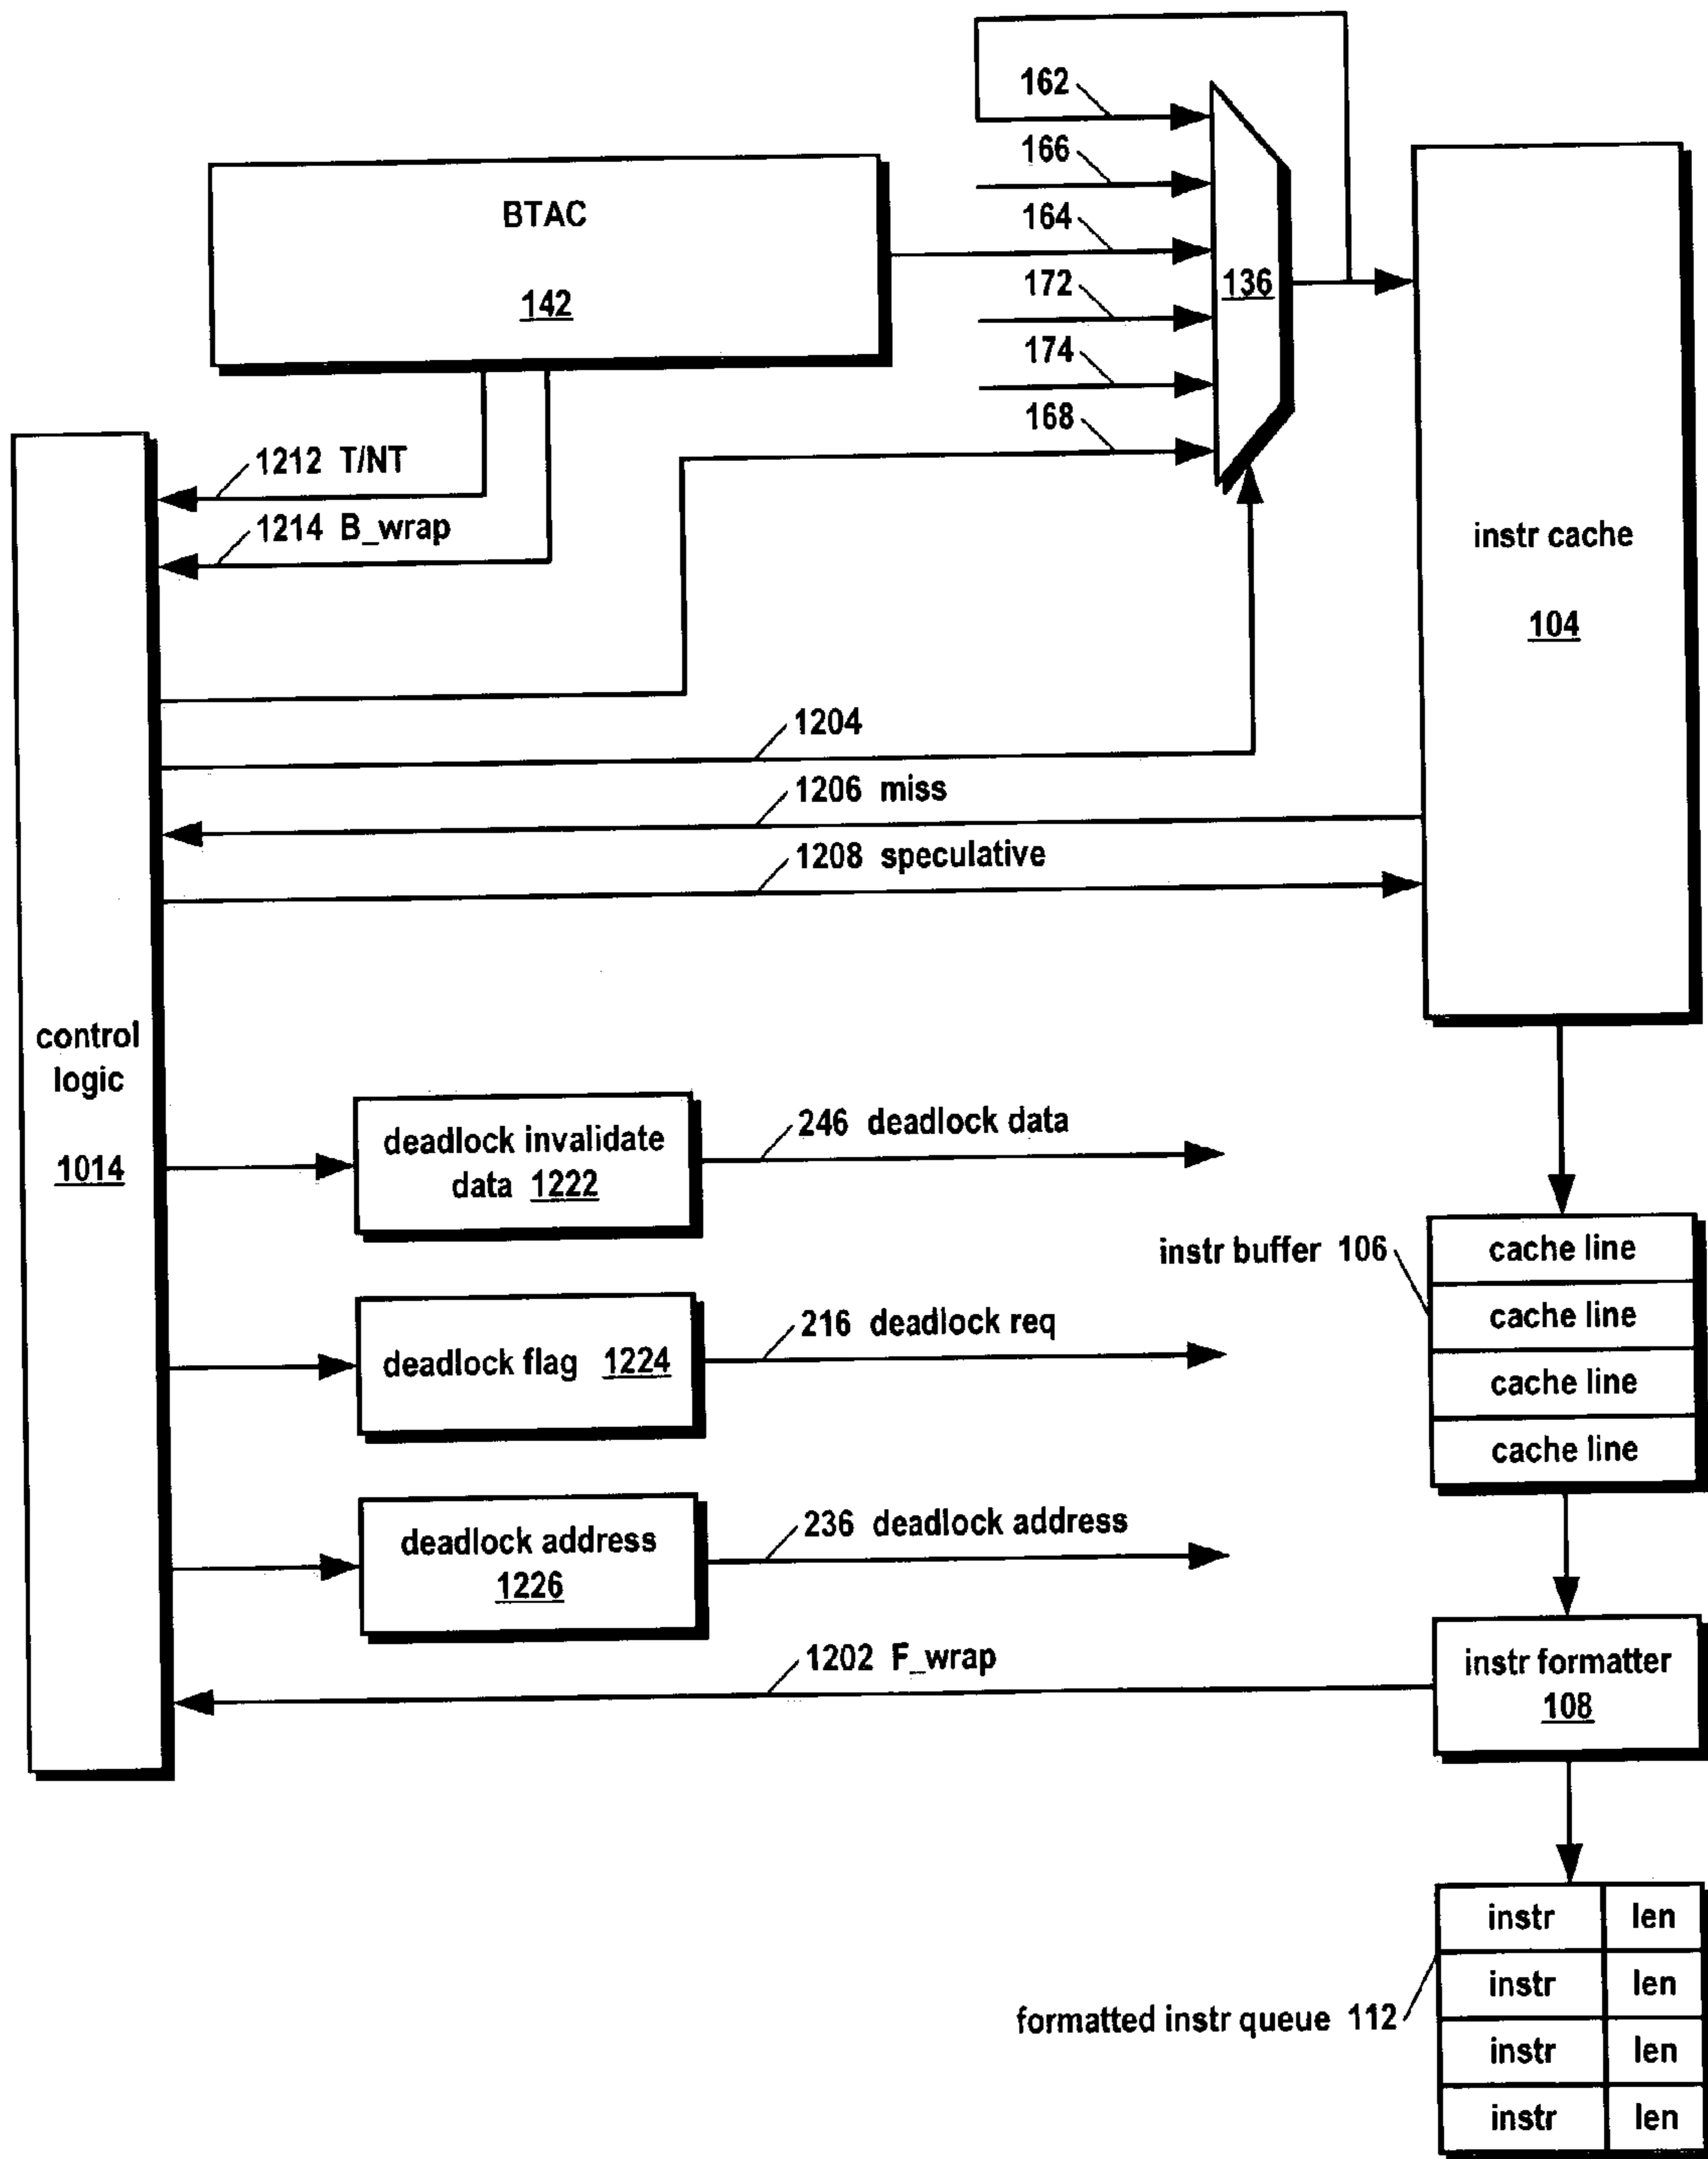 162
166
164
172
174
168
BTAC
142
136
instr cache
104
1212 T/NT
1214 B_wrap
1204
1206 miss
1208 speculative
control
logic
1014
deadlock invalidate
data 1222
246 deadlock data
deadlock flag 1224
216 deadlock req
deadlock address
1226
236 deadlock address
1202 F_wrap
instr buffer 106
cache line
cache line
cache line
cache line
instr formatter
108
formatted instr queue 112
instr len
instr len
instr len
instr len